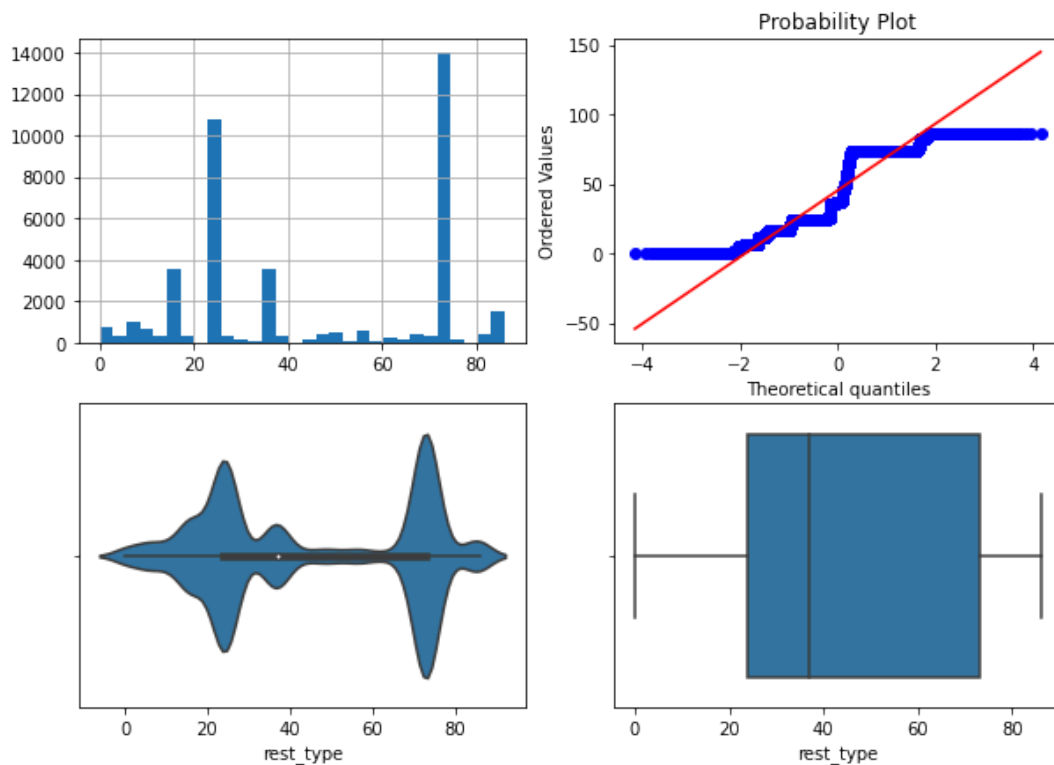 Probability Plot
14000
12000
10000
8000
6000
4000
2000
0
0 20 40 60 80
150
100
50
0
−50
Ordered Values
−4 −2 0 2 4
Theoretical quantiles
0 20 40 60 80
rest_type
0 20 40 60 80
rest_type